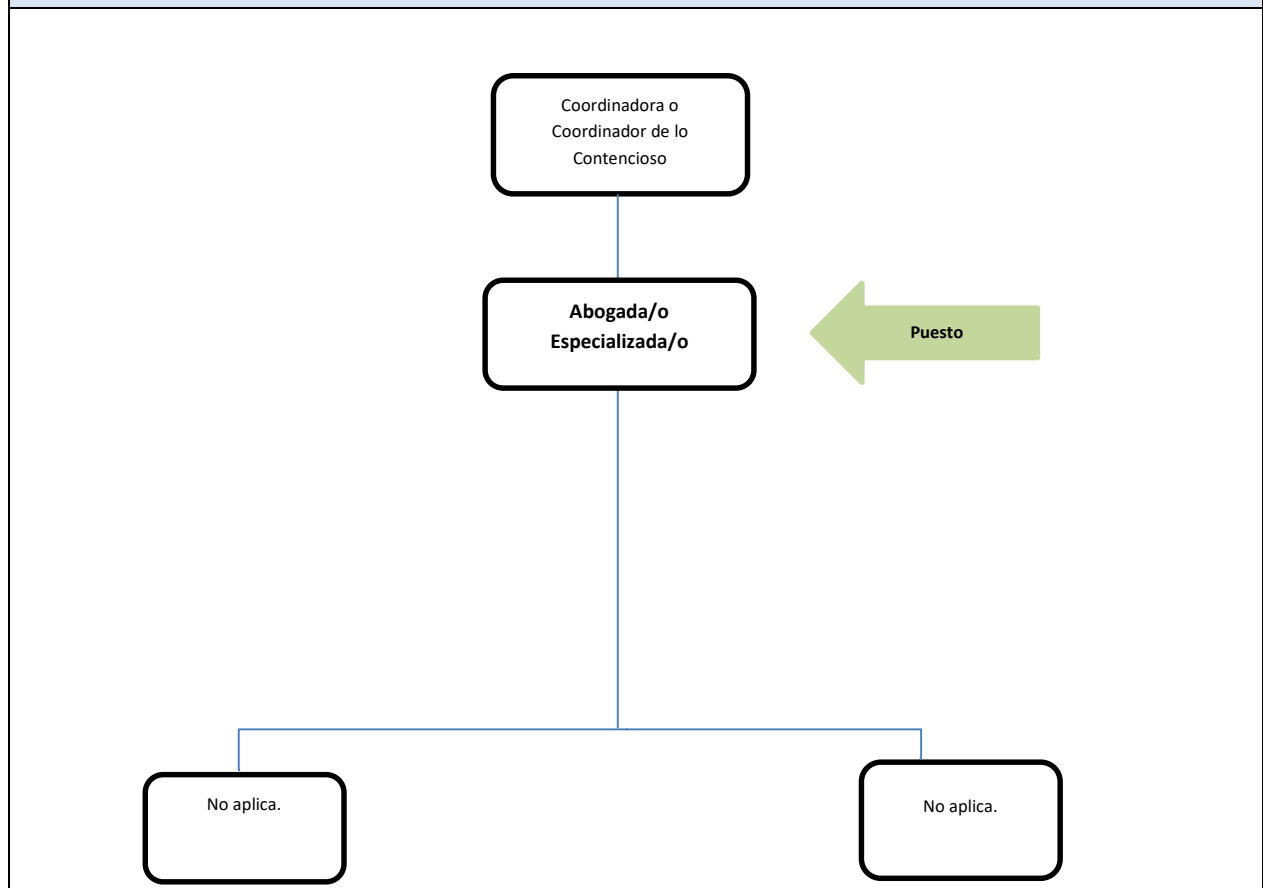 Coordinadora o
Coordinador de lo
Contencioso
Abogada/o
Especializada/o
Puesto
No aplica.
No aplica.